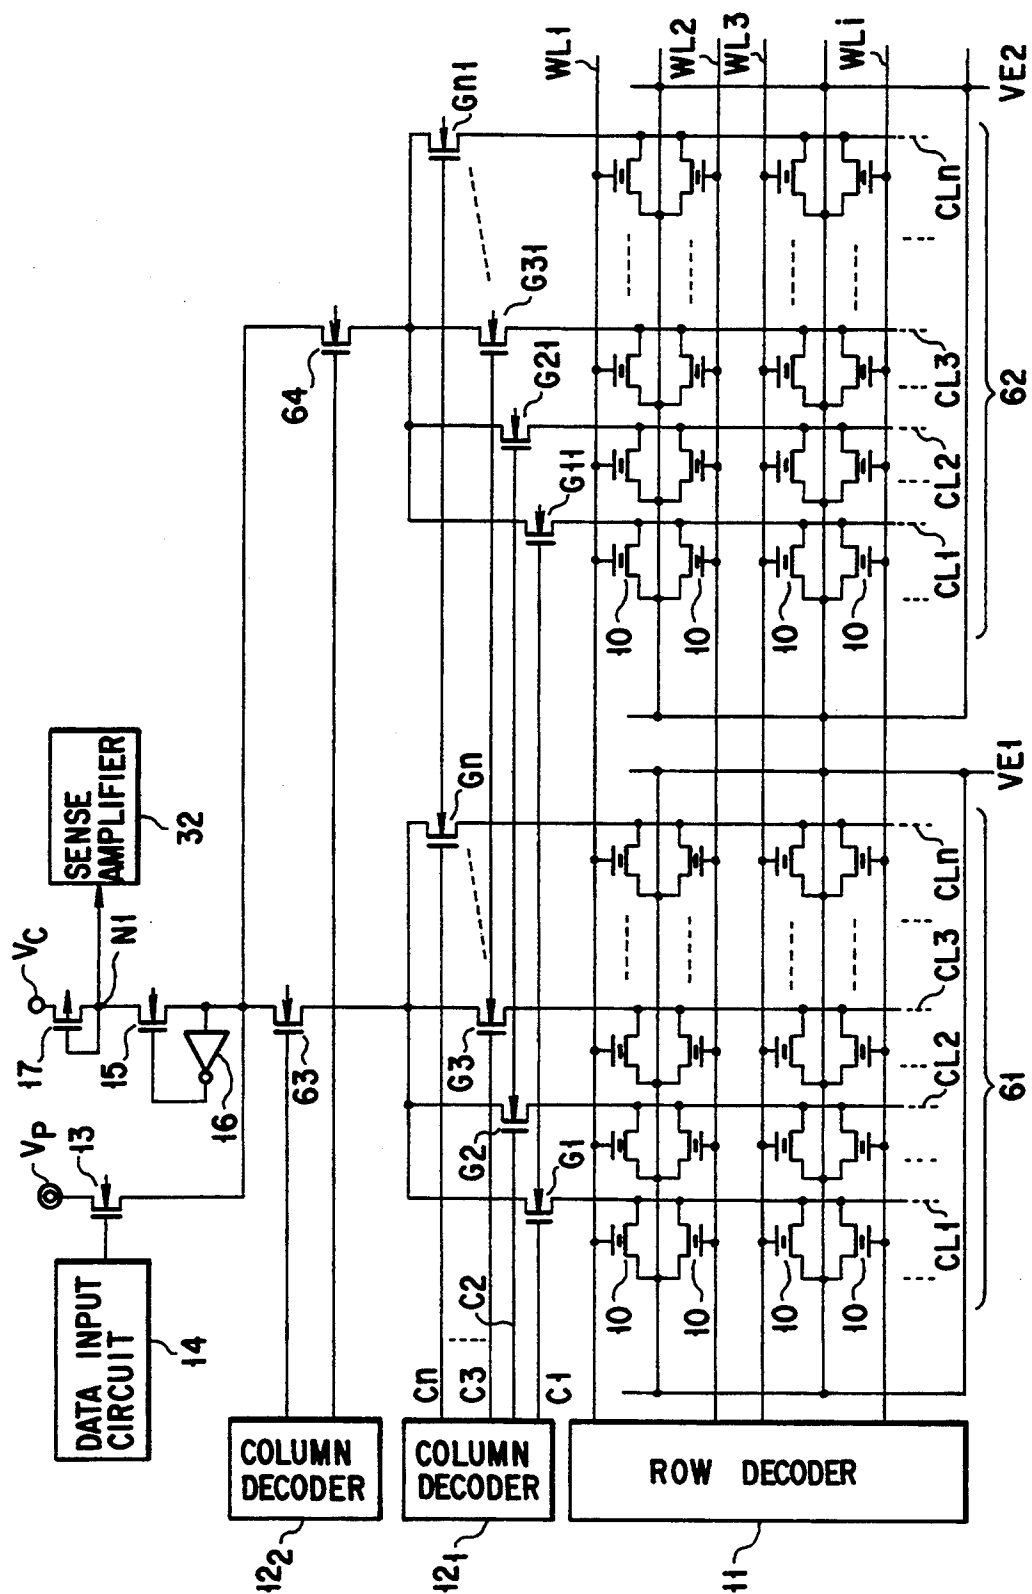 VP
VC
DATA INPUT
CIRCUIT
14
13
17
15
16
N1
SENSE
AMPLIFIER
32
63
64
COLUMN
DECODER
122
COLUMN
DECODER
121
Cn
C3
C2
C1
G1
G2
G3
Gn
G11
G21
G31
Gn1
ROW DECODER
11
WL1
WL2
WL3
WLi
10
10
10
10
10
10
10
10
CL1
CL2
CL3
CLn
VE1
61
CL1
CL2
CL3
CLn
VE2
62